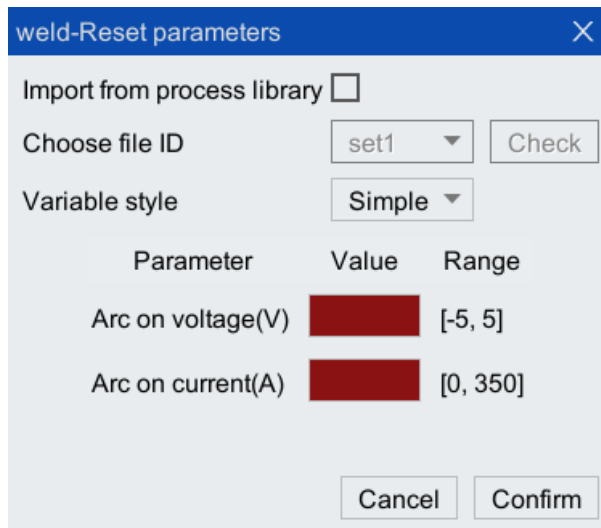 weld-Reset parameters
Import from process library
Choose file ID set1 Check
Variable style Simple
Parameter Value Range
Arc on voltage(V) [-5, 5]
Arc on current(A) [0, 350]
Cancel Confirm